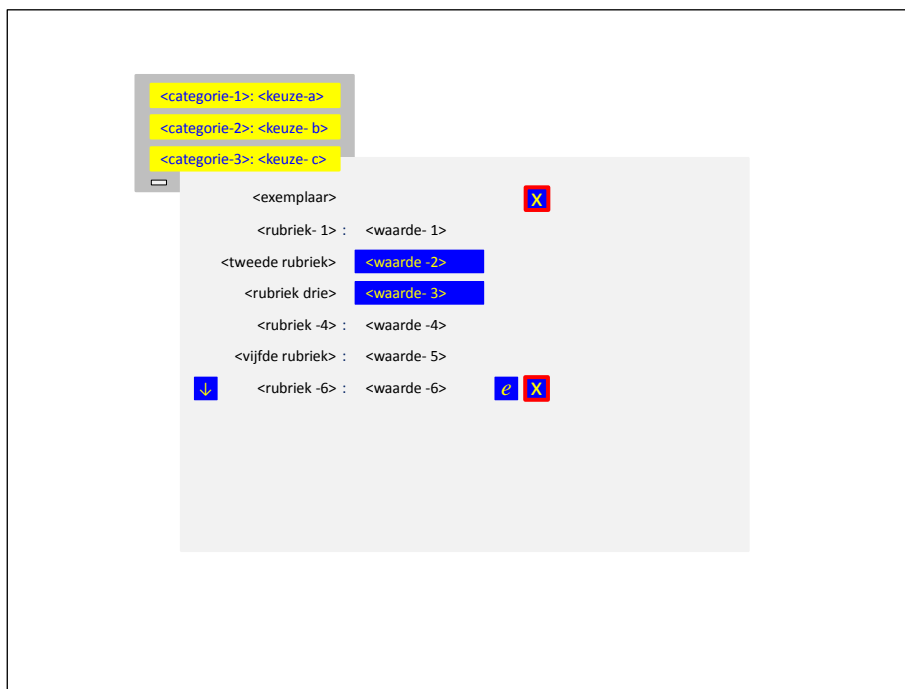 <categorie-1>: <keuze-a>
<categorie-2>: <keuze- b>
<categorie-3>: <keuze- c>
<exemplaar> X
<rubriek- 1> : <waarde- 1>
<tweede rubriek> <waarde -2>
<rubriek drie> <waarde- 3>
<rubriek -4> : <waarde -4>
<vijfde rubriek> : <waarde- 5>
↓ <rubriek -6> : <waarde -6> e X